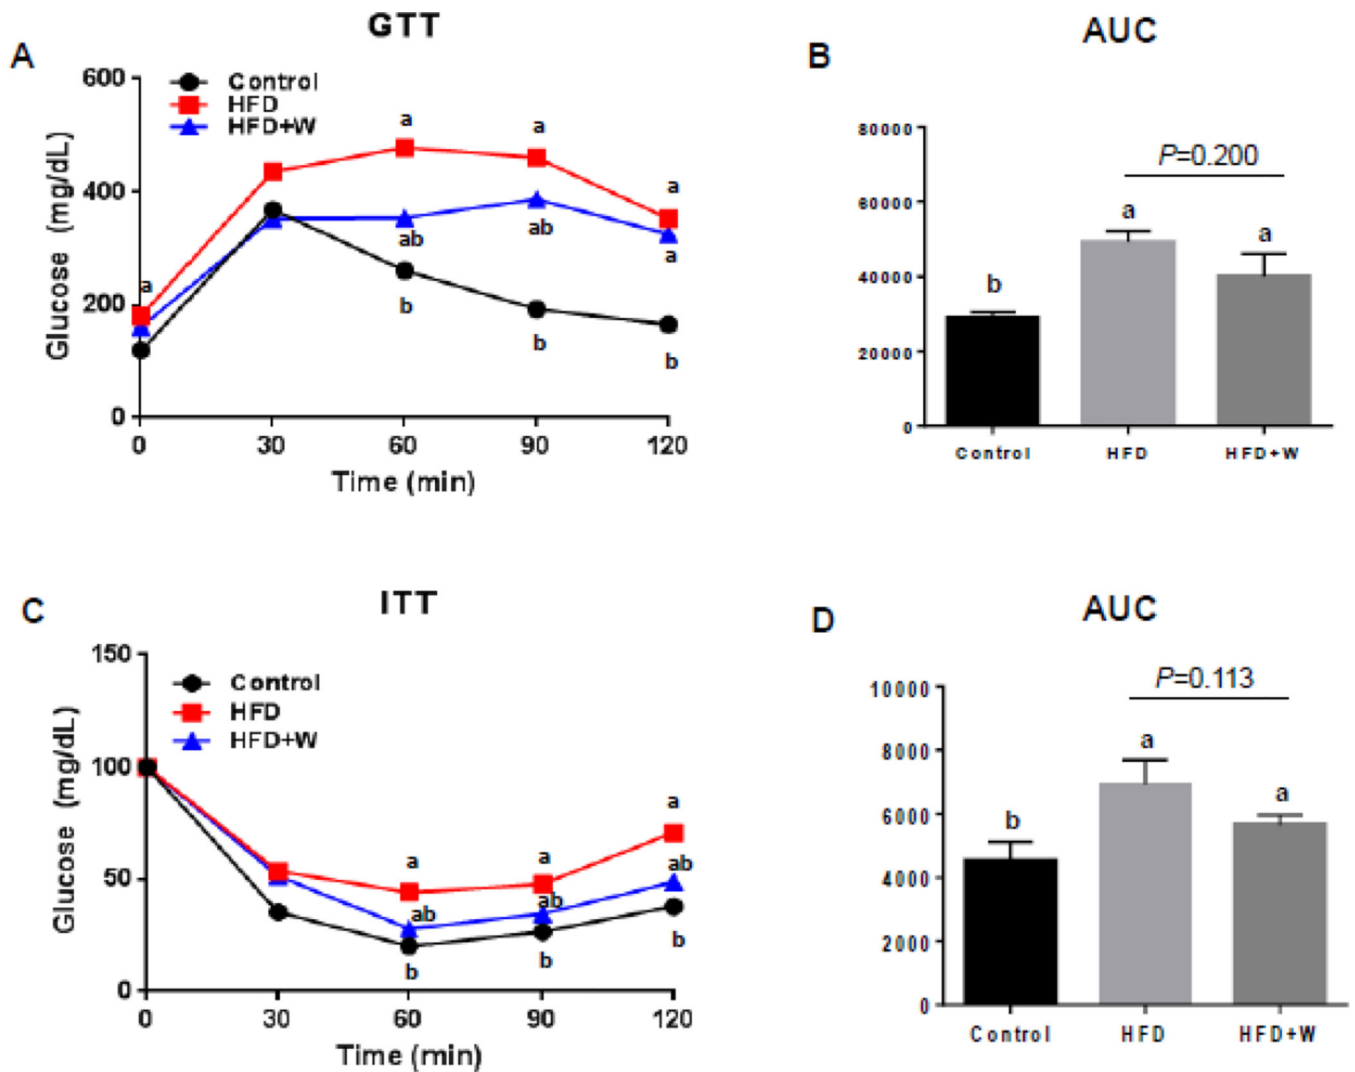 GTT
A
600
400
200
0
Glucose (mg/dL)
Control
HFD
HFD+W
a
a
a
a
ab
ab
a
b
b
b
0 30 60 90 120
Time (min)
AUC
B
80000
60000
40000
20000
0
P=0.200
b
a
a
Control HFD HFD+W
ITT
C
150
100
50
0
Glucose (mg/dL)
Control
HFD
HFD+W
a
a
a
ab
ab
ab
b
b
b
0 30 60 90 120
Time (min)
AUC
D
10000
8000
6000
4000
2000
0
P=0.113
b
a
a
Control HFD HFD+W